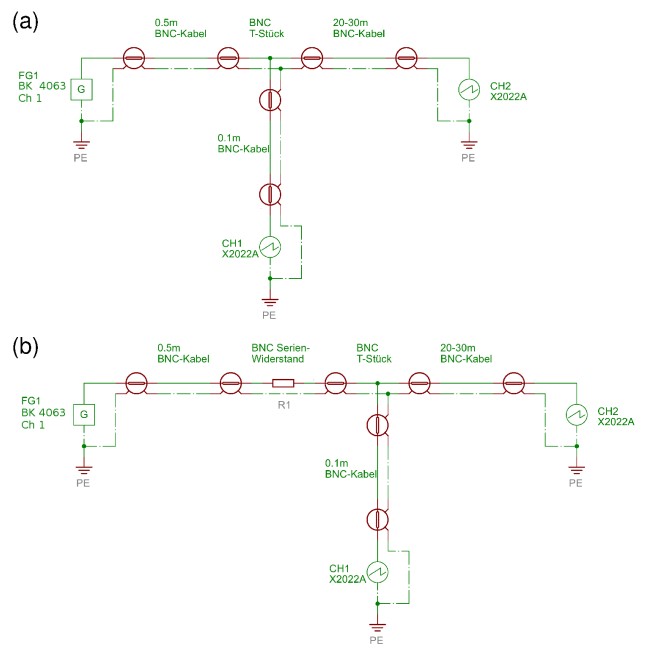 (a)
0.5m
BNC-Kabel
BNC
T-Stück
20-30m
BNC-Kabel
FG1
BK 4063
Ch 1
G
PE
CH2
X2022A
PE
0.1m
BNC-Kabel
CH1
X2022A
PE
(b)
0.5m
BNC-Kabel
BNC Serien-
Widerstand
BNC
T-Stück
20-30m
BNC-Kabel
R1
FG1
BK 4063
Ch 1
G
PE
CH2
X2022A
PE
0.1m
BNC-Kabel
CH1
X2022A
PE